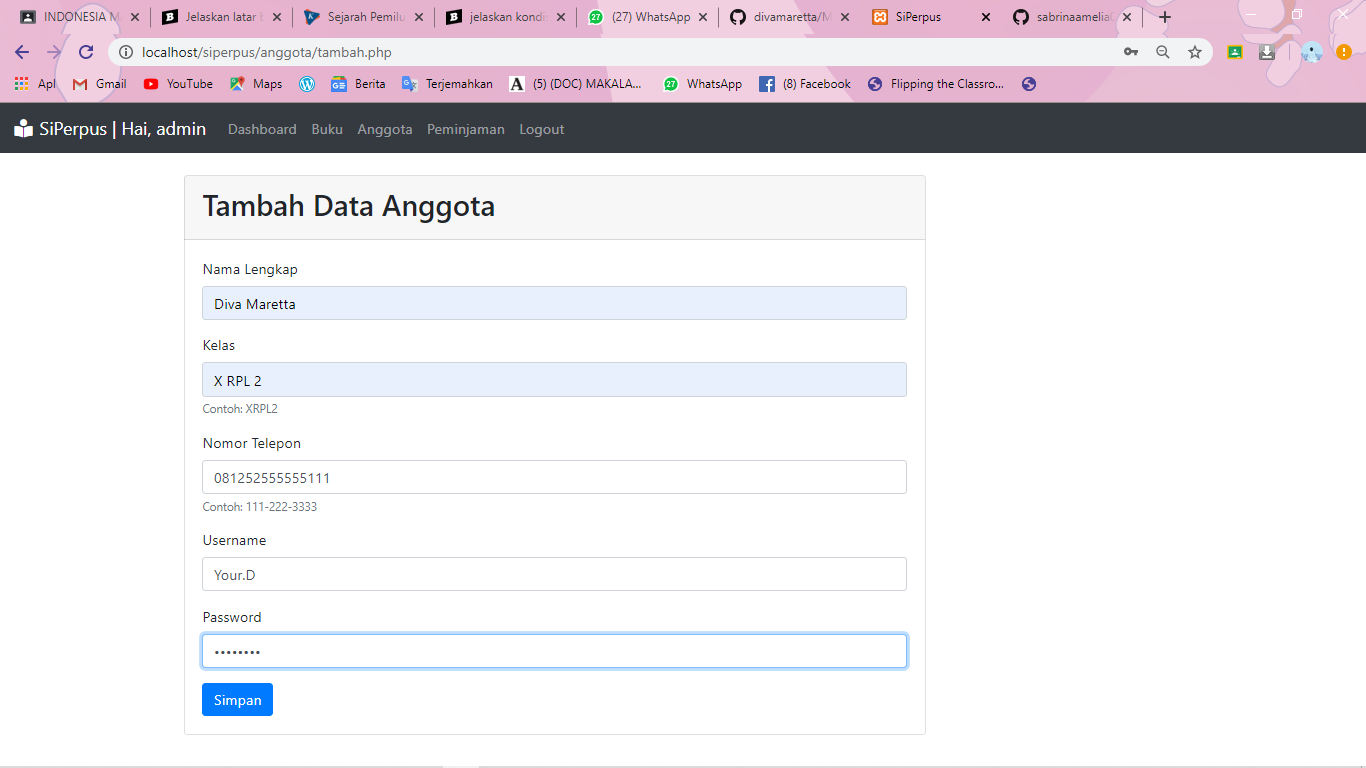 INDONESIA M
Jelaskan latar b
Sejarah Pemilu
jelaskan kondi
27 (27) WhatsApp
divamaretta/M
SiPerpus
sabrinaamelia
localhost/siperpus/anggota/tambah.php
Apl
Gmail
YouTube
Maps
Berita
Terjemahkan
(5) (DOC) MAKALA...
27 WhatsApp
(8) Facebook
Flipping the Classro...
SiPerpus | Hai, admin
Dashboard
Buku
Anggota
Peminjaman
Logout
Tambah Data Anggota
Nama Lengkap
Diva Maretta
Kelas
X RPL 2
Contoh: XRPL2
Nomor Telepon
081252555555111
Contoh: 111-222-3333
Username
Your.D
Password
••••••••
Simpan